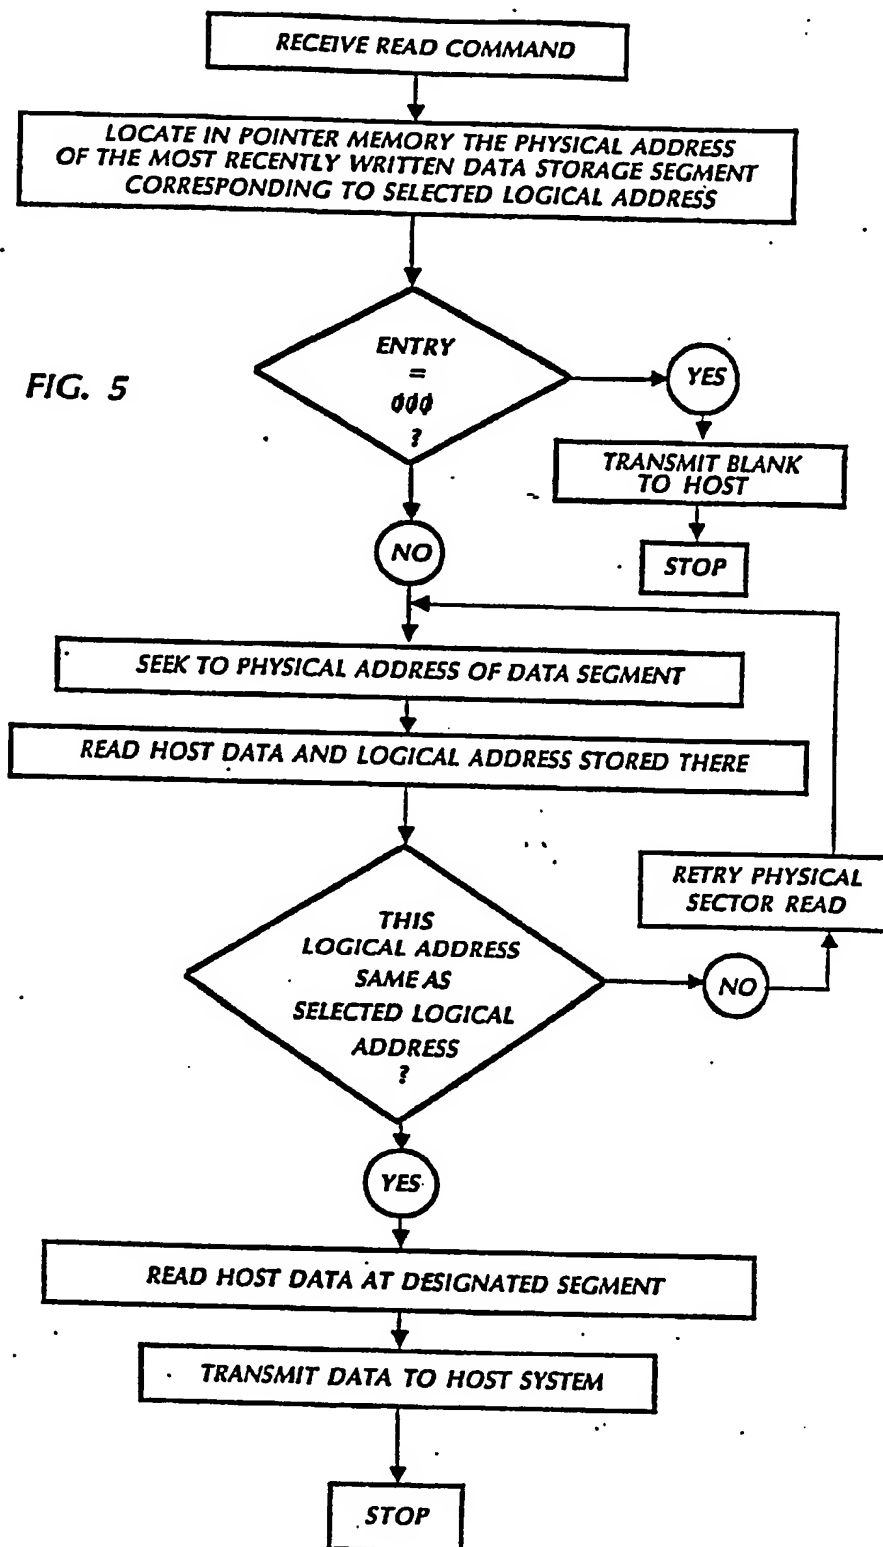 RECEIVE READ COMMAND
LOCATE IN POINTER MEMORY THE PHYSICAL ADDRESS
OF THE MOST RECENTLY WRITTEN DATA STORAGE SEGMENT
CORRESPONDING TO SELECTED LOGICAL ADDRESS
FIG. 5
ENTRY
=
000
?
YES
TRANSMIT BLANK
TO HOST
STOP
NO
SEEK TO PHYSICAL ADDRESS OF DATA SEGMENT
READ HOST DATA AND LOGICAL ADDRESS STORED THERE
RETRY PHYSICAL
SECTOR READ
THIS
LOGICAL ADDRESS
SAME AS
SELECTED LOGICAL
ADDRESS
?
NO
YES
READ HOST DATA AT DESIGNATED SEGMENT
TRANSMIT DATA TO HOST SYSTEM
STOP